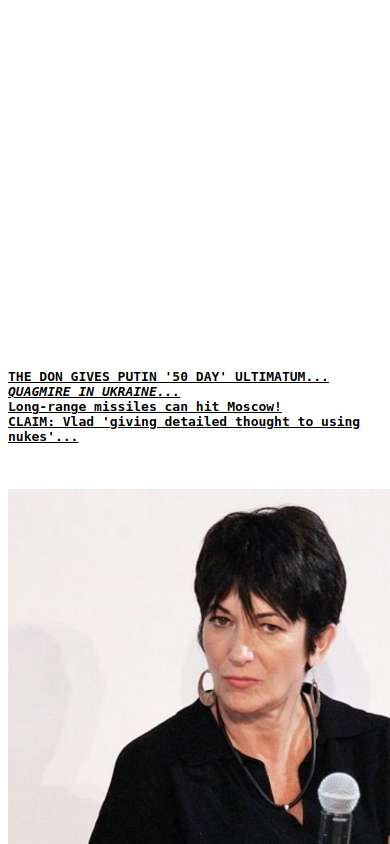 THE DON GIVES PUTIN '50 DAY' ULTIMATUM...
QUAGMIRE IN UKRAINE...
Long-range missiles can hit Moscow!
CLAIM: Vlad 'giving detailed thought to using
nukes'...